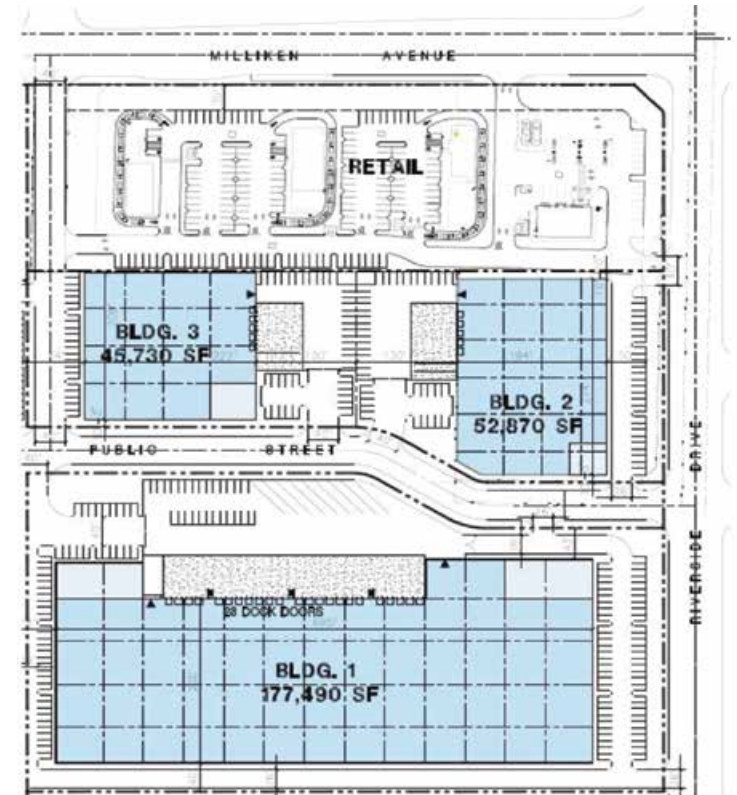 MILLIKEN AVENUE
RETAIL
BLDG. 3
45,730 SF
BLDG. 2
52,870 SF
PUBLIC STREET
DRIVE
RIVERSIDE
28 DOCK DOORS
BLDG. 1
177,490 SF